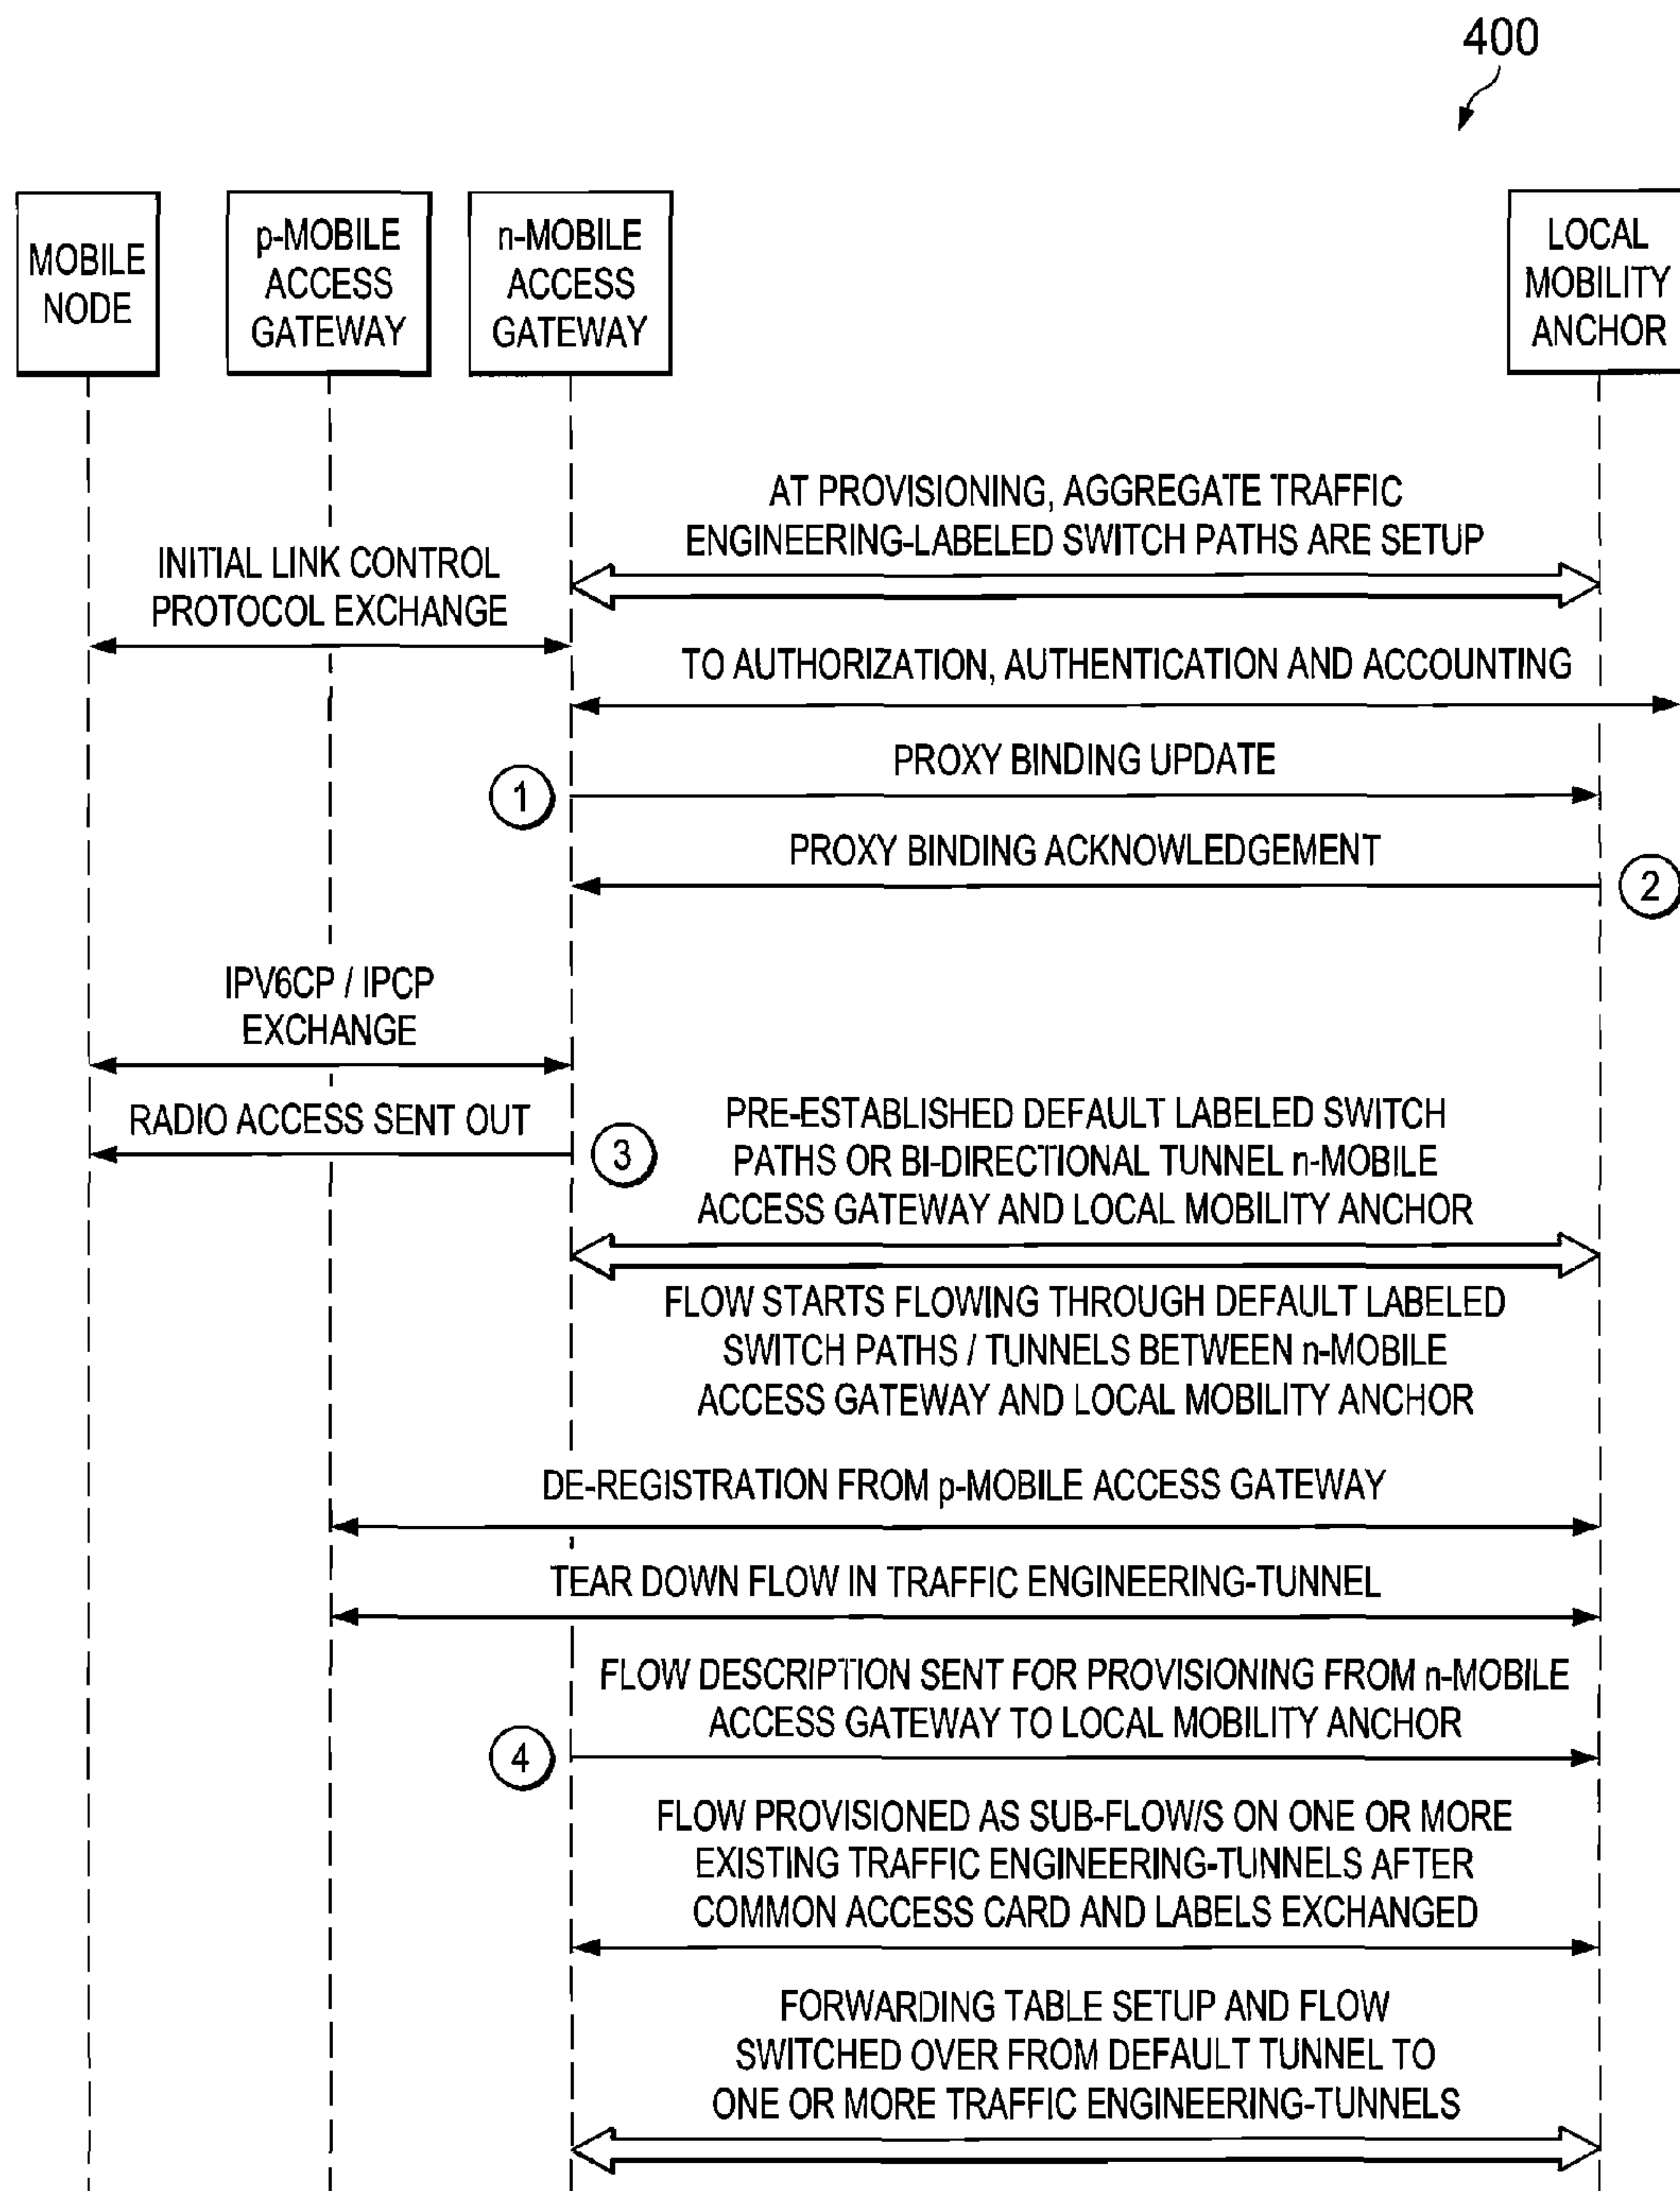 400
MOBILE
NODE
p-MOBILE
ACCESS
GATEWAY
n-MOBILE
ACCESS
GATEWAY
LOCAL
MOBILITY
ANCHOR
AT PROVISIONING, AGGREGATE TRAFFIC
ENGINEERING-LABELED SWITCH PATHS ARE SETUP
INITIAL LINK CONTROL
PROTOCOL EXCHANGE
TO AUTHORIZATION, AUTHENTICATION AND ACCOUNTING
PROXY BINDING UPDATE
1
PROXY BINDING ACKNOWLEDGEMENT
2
IPV6CP / IPCP
EXCHANGE
RADIO ACCESS SENT OUT
3
PRE-ESTABLISHED DEFAULT LABELED SWITCH
PATHS OR BI-DIRECTIONAL TUNNEL n-MOBILE
ACCESS GATEWAY AND LOCAL MOBILITY ANCHOR
FLOW STARTS FLOWING THROUGH DEFAULT LABELED
SWITCH PATHS / TUNNELS BETWEEN n-MOBILE
ACCESS GATEWAY AND LOCAL MOBILITY ANCHOR
DE-REGISTRATION FROM p-MOBILE ACCESS GATEWAY
TEAR DOWN FLOW IN TRAFFIC ENGINEERING-TUNNEL
FLOW DESCRIPTION SENT FOR PROVISIONING FROM n-MOBILE
ACCESS GATEWAY TO LOCAL MOBILITY ANCHOR
4
FLOW PROVISIONED AS SUB-FLOW/S ON ONE OR MORE
EXISTING TRAFFIC ENGINEERING-TUNNELS AFTER
COMMON ACCESS CARD AND LABELS EXCHANGED
FORWARDING TABLE SETUP AND FLOW
SWITCHED OVER FROM DEFAULT TUNNEL TO
ONE OR MORE TRAFFIC ENGINEERING-TUNNELS